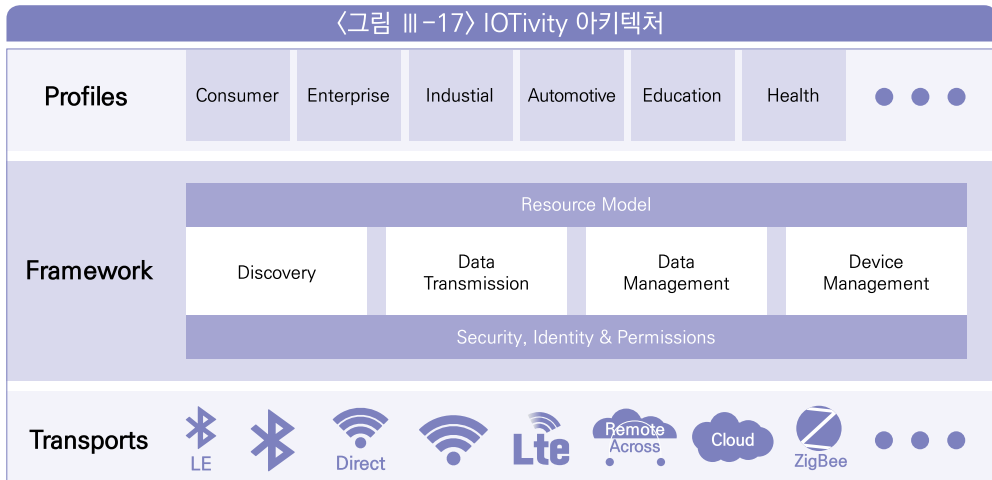 〈그림 Ⅲ-17〉 IOTivity 아키텍처
Profiles
Consumer
Enterprise
Industial
Automotive
Education
Health
Framework
Resource Model
Discovery
Data
Transmission
Data
Management
Device
Management
Security, Identity & Permissions
Transports
LE
Direct
Lte
Remote
Across
Cloud
ZigBee